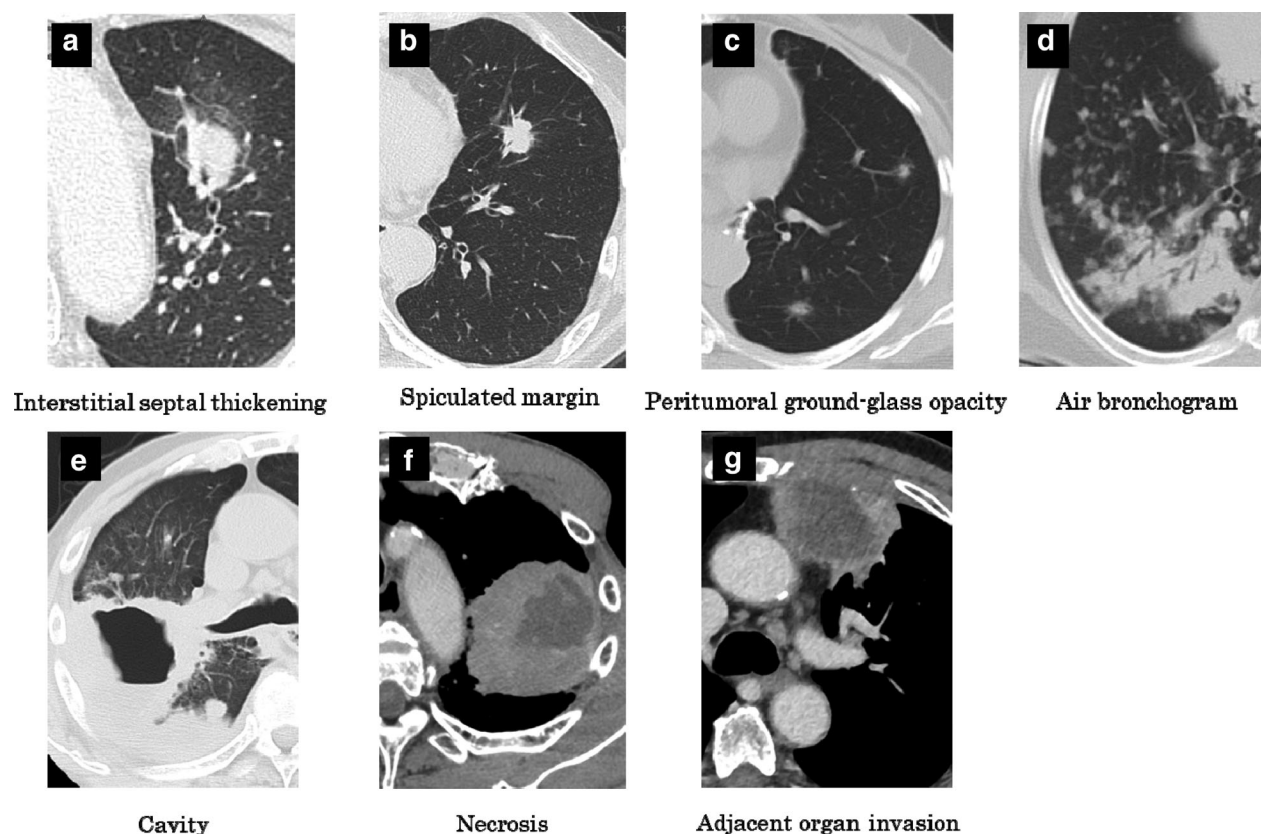 a
b
c
d
Interstitial septal thickening
Spiculated margin
Peritumoral ground-glass opacity
Air bronchogram
e
f
g
Cavity
Necrosis
Adjacent organ invasion